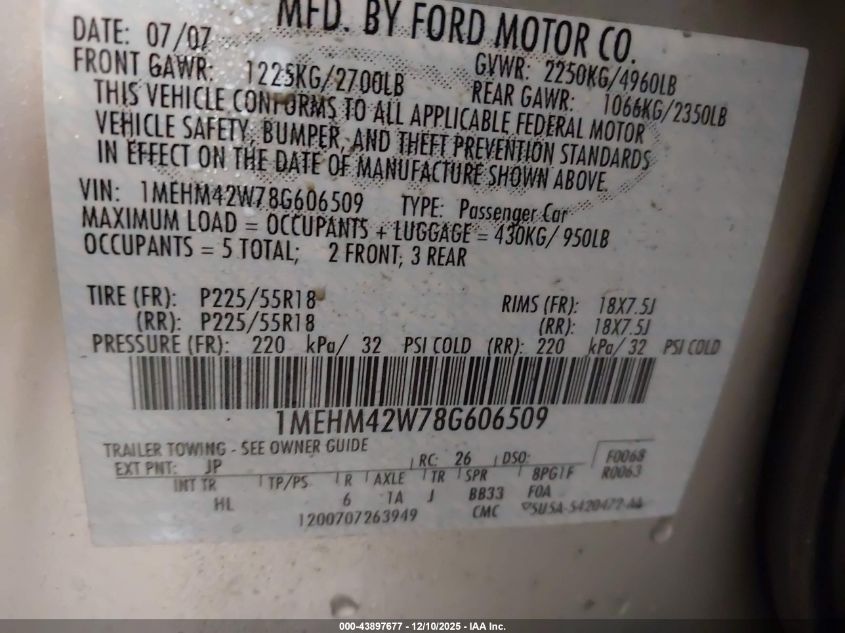 MFD. BY FORD MOTOR CO.
DATE: 07/07 GVWR: 2250KG/4960LB
FRONT GAWR: 1225KG/2700LB REAR GAWR: 1066KG/2350LB
THIS VEHICLE CONFORMS TO ALL APPLICABLE FEDERAL MOTOR
VEHICLE SAFETY, BUMPER, AND THEFT PREVENTION STANDARDS
IN EFFECT ON THE DATE OF MANUFACTURE SHOWN ABOVE.
VIN: 1MEHM42W78G606509 TYPE: Passenger Car
MAXIMUM LOAD = OCCUPANTS + LUGGAGE = 430KG/ 950LB
OCCUPANTS = 5 TOTAL; 2 FRONT; 3 REAR
TIRE (FR): P225/55R18 RIMS (FR): 18X7.5J
(RR): P225/55R18 (RR): 18X7.5J
PRESSURE (FR): 220 kPa/ 32 PSI COLD (RR): 220 kPa/ 32 PSI COLD
1MEHM42W78G606509
TRAILER TOWING - SEE OWNER GUIDE
EXT PNT: JP RC: 26 DSO: F0068
R0063
INT TR TP/PS R AXLE TR SPR 8PG1F
HL 6 1A J BB33 FOA
1200707263949 CMC
000-43897677 – 12/10/2025 – IAA Inc.